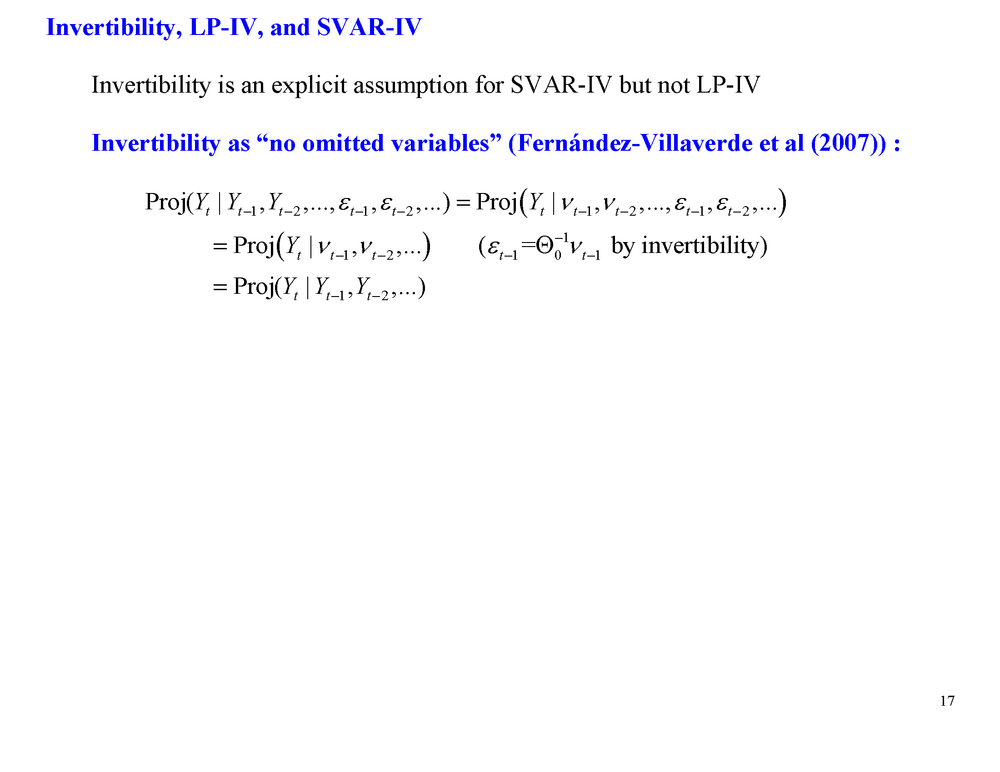 Invertibility, LP-IV, and SVAR-IV
Invertibility is an explicit assumption for SVAR-IV but not LP-IV
Invertibility as “no omitted variables” (Fernández-Villaverde et al (2007)) :
Proj(Y_t | Y_{t−1}, Y_{t−2},..., ε_{t−1}, ε_{t−2},...) = Proj(Y_t | ν_{t−1}, ν_{t−2},..., ε_{t−1}, ε_{t−2},...)
= Proj(Y_t | ν_{t−1}, ν_{t−2},...) (ε_{t−1}=Θ_0^{−1}ν_{t−1} by invertibility)
= Proj(Y_t | Y_{t−1}, Y_{t−2},...)
17